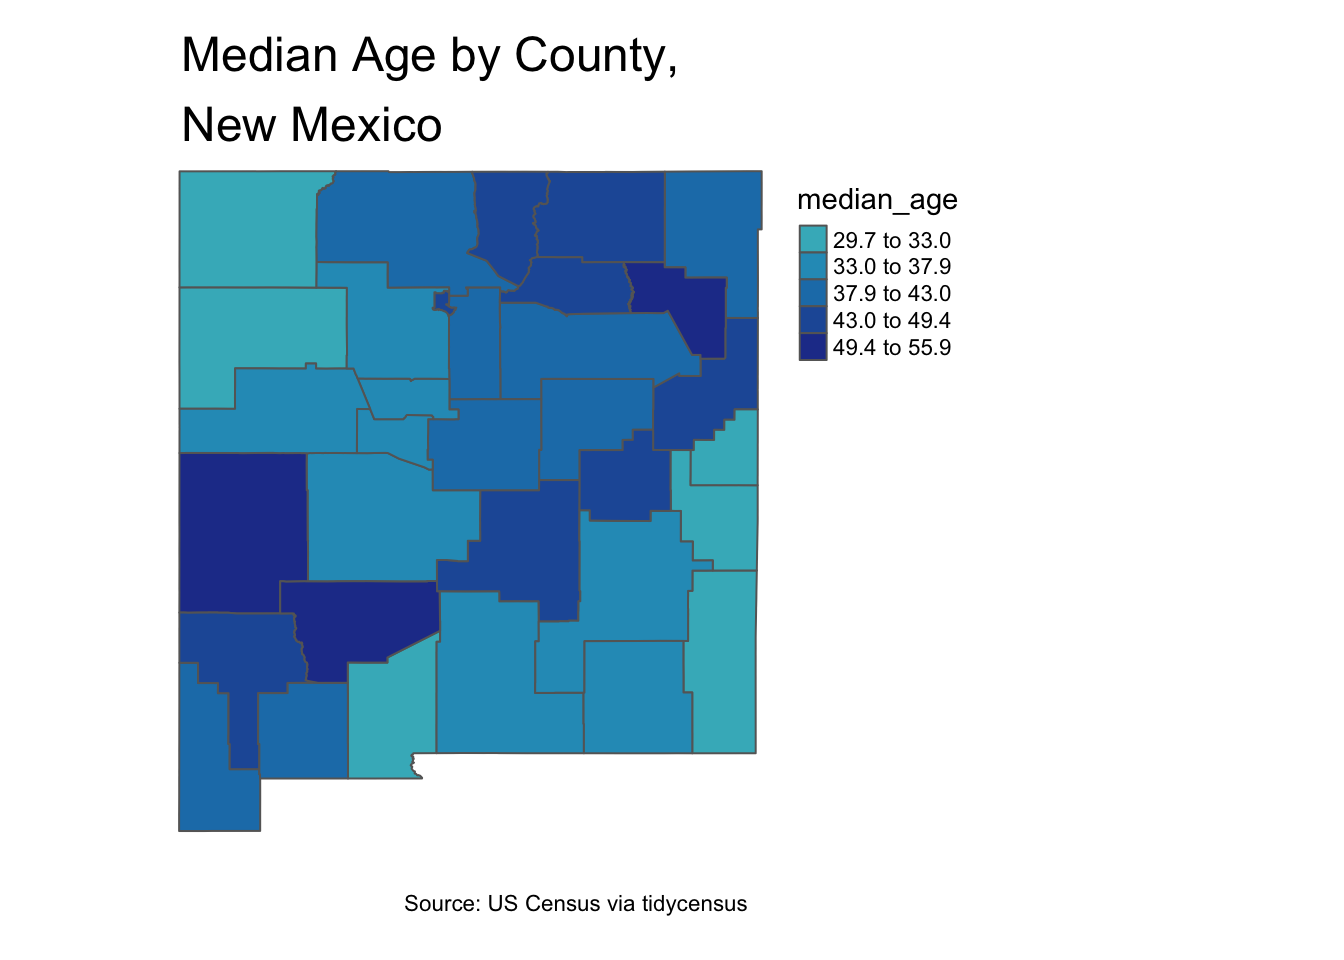 Median Age by County,
New Mexico
median_age
29.7 to 33.0
33.0 to 37.9
37.9 to 43.0
43.0 to 49.4
49.4 to 55.9
Source: US Census via tidycensus